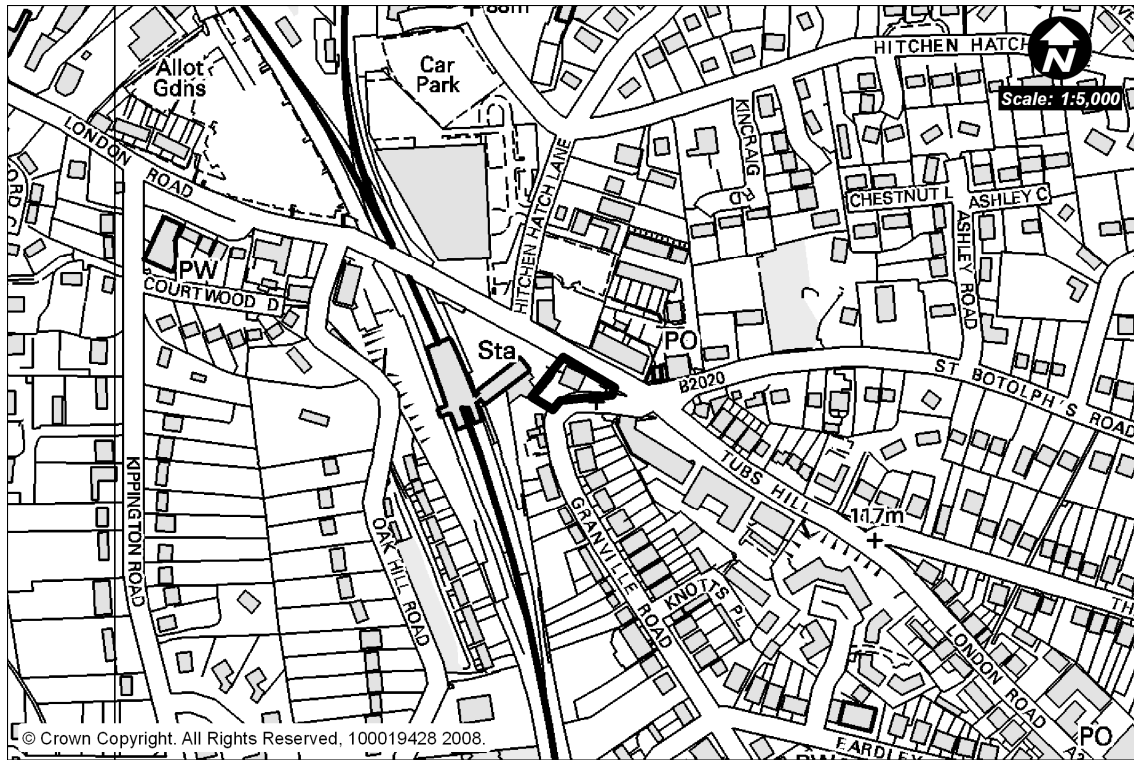 88m
HITCHEN HATCH
N
Scale: 1:5,000
Allot
Gdns
Car
Park
LONDON
ROAD
KINCRAIG
RD
HITCHEN HATCH LANE
CHESTNUT L
ASHLEY C
ASHLEY ROAD
PW
COURTWOOD D
Sta
PO
B2020
ST BOTOLPH'S ROAD
TUBS HILL
117m
KIPPINGTON ROAD
OAK HILL ROAD
GRANVILLE ROAD
KNOTTS PL
TH
LONDON ROAD
PO
EARDLEY
© Crown Copyright. All Rights Reserved, 100019428 2008.